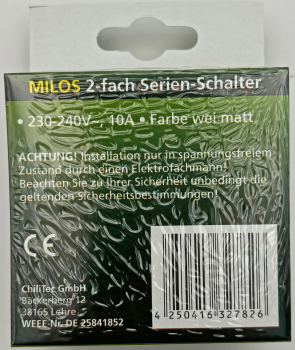 MILOS 2-fach Serien-Schalter
• 230-240V~, 10A • Farbe wei matt
ACHTUNG! Installation nur in spannungsfreiem
Zustand durch einen Elektrofachmann!
Beachten Sie zu Ihrer Sicherheit unbedingt die
geltenden Sicherheitsbestimmungen!
CE
ChiliTec GmbH
Bäckerberg 12
38165 Lehre
WEEE-Nr. DE 25841852
4 250416 327826